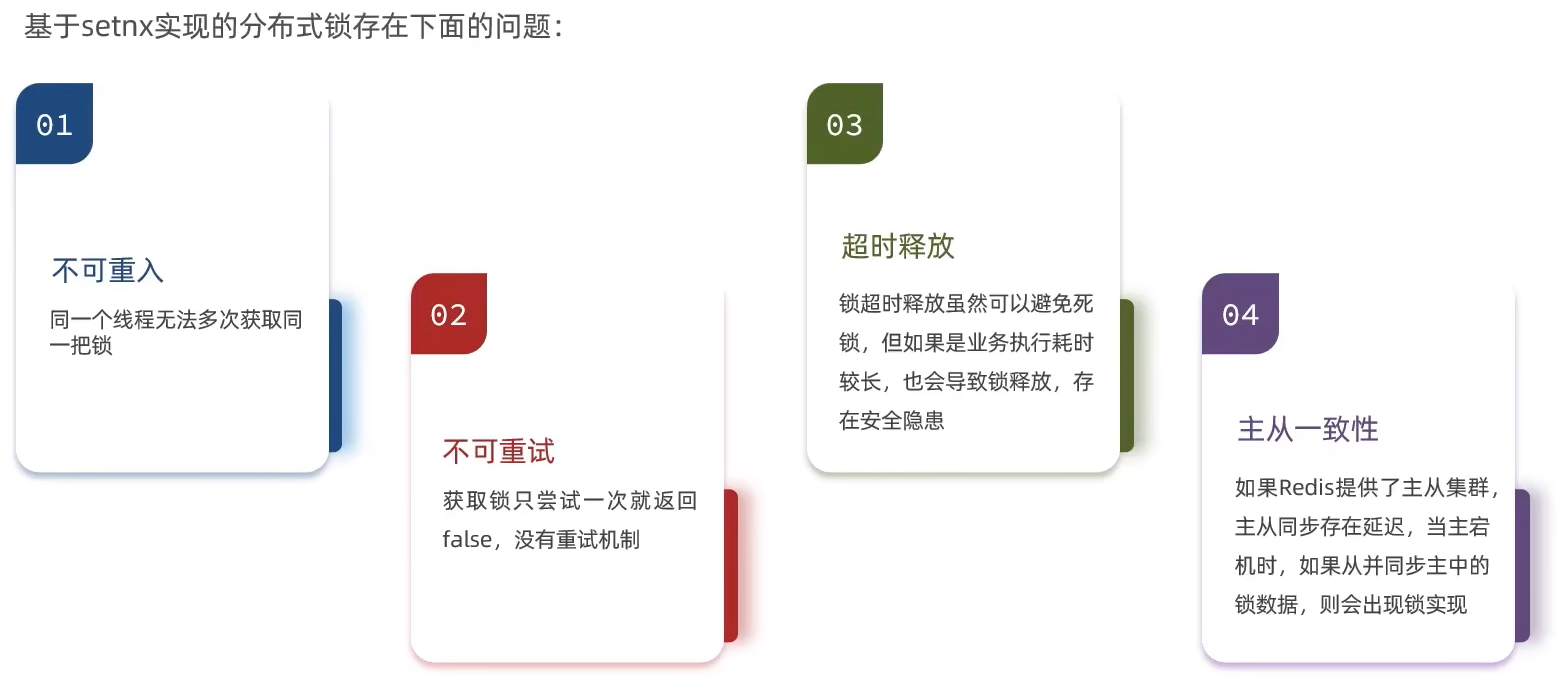 基于setnx实现的分布式锁存在下面的问题：
01
不可重入
同一个线程无法多次获取同
一把锁
02
不可重试
获取锁只尝试一次就返回
false，没有重试机制
03
超时释放
锁超时释放虽然可以避免死
锁，但如果是业务执行耗时
较长，也会导致锁释放，存
在安全隐患
04
主从一致性
如果Redis提供了主从集群，
主从同步存在延迟，当主宕
机时，如果从并同步主中的
锁数据，则会出现锁实现